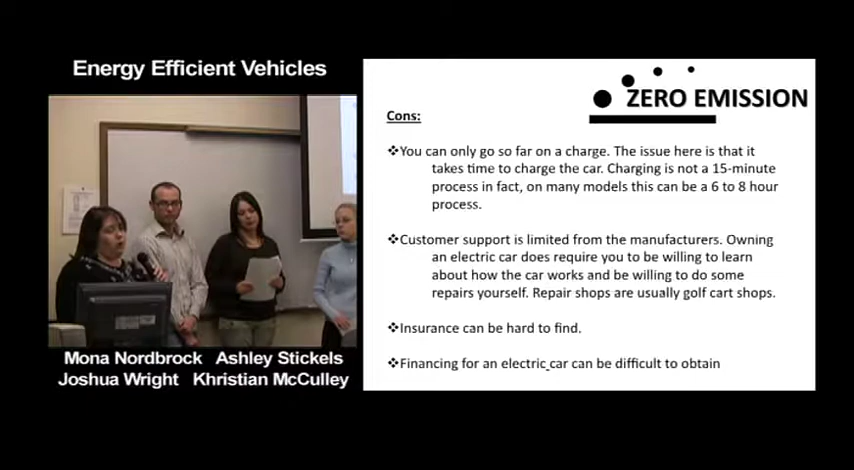 Energy Efficient Vehicles
Mona Nordbrock Ashley Stickels
Joshua Wright Khristian McCulley
ZERO EMISSION
Cons:
❖You can only go so far on a charge. The issue here is that it
takes time to charge the car. Charging is not a 15-minute
process in fact, on many models this can be a 6 to 8 hour
process.
❖Customer support is limited from the manufacturers. Owning
an electric car does require you to be willing to learn
about how the car works and be willing to do some
repairs yourself. Repair shops are usually golf cart shops.
❖Insurance can be hard to find.
❖Financing for an electric car can be difficult to obtain